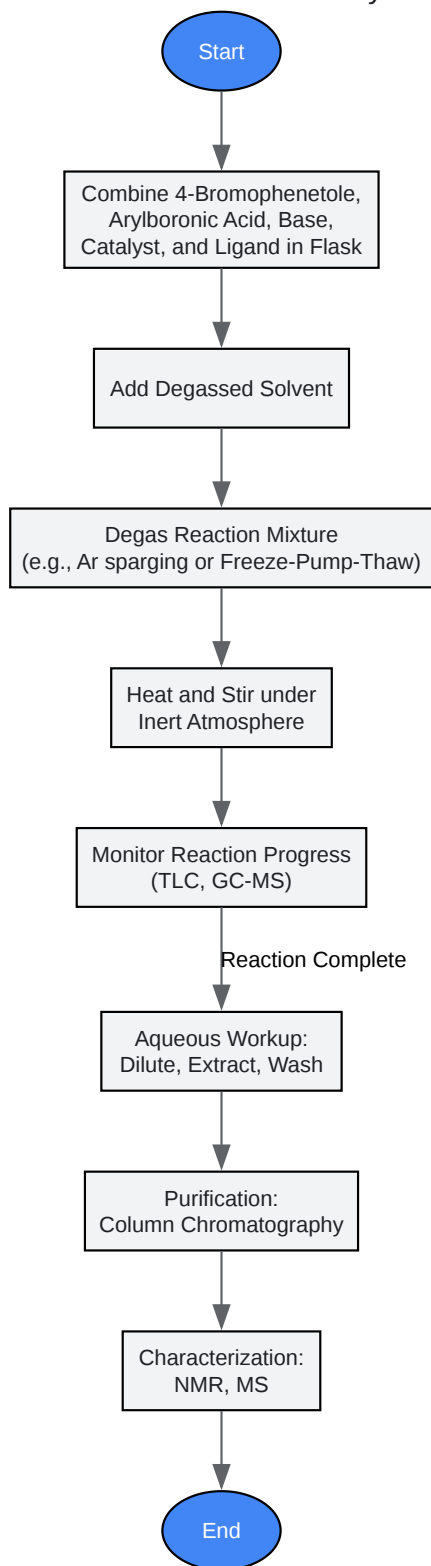 Start
Combine 4-Bromophenetole,
Arylboronic Acid, Base,
Catalyst, and Ligand in Flask
Add Degassed Solvent
Degas Reaction Mixture
(e.g., Ar sparging or Freeze-Pump-Thaw)
Heat and Stir under
Inert Atmosphere
Monitor Reaction Progress
(TLC, GC-MS)
Reaction Complete
Aqueous Workup:
Dilute, Extract, Wash
Purification:
Column Chromatography
Characterization:
NMR, MS
End